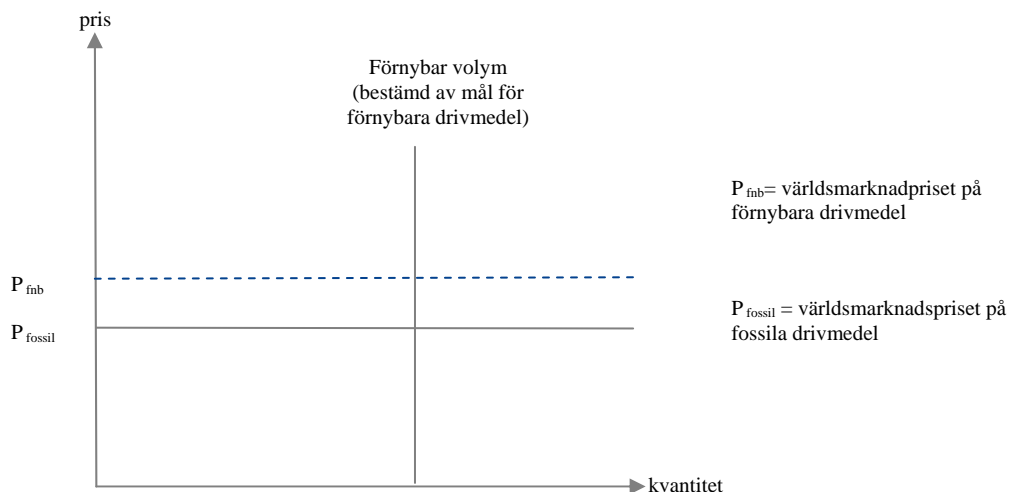 pris
Förnybar volym
(bestämd av mål för
förnybara drivmedel)
P fnb= världsmarknadpriset på
förnybara drivmedel
P fnb
P fossil = världsmarknadspriset på
fossila drivmedel
P fossil
kvantitet